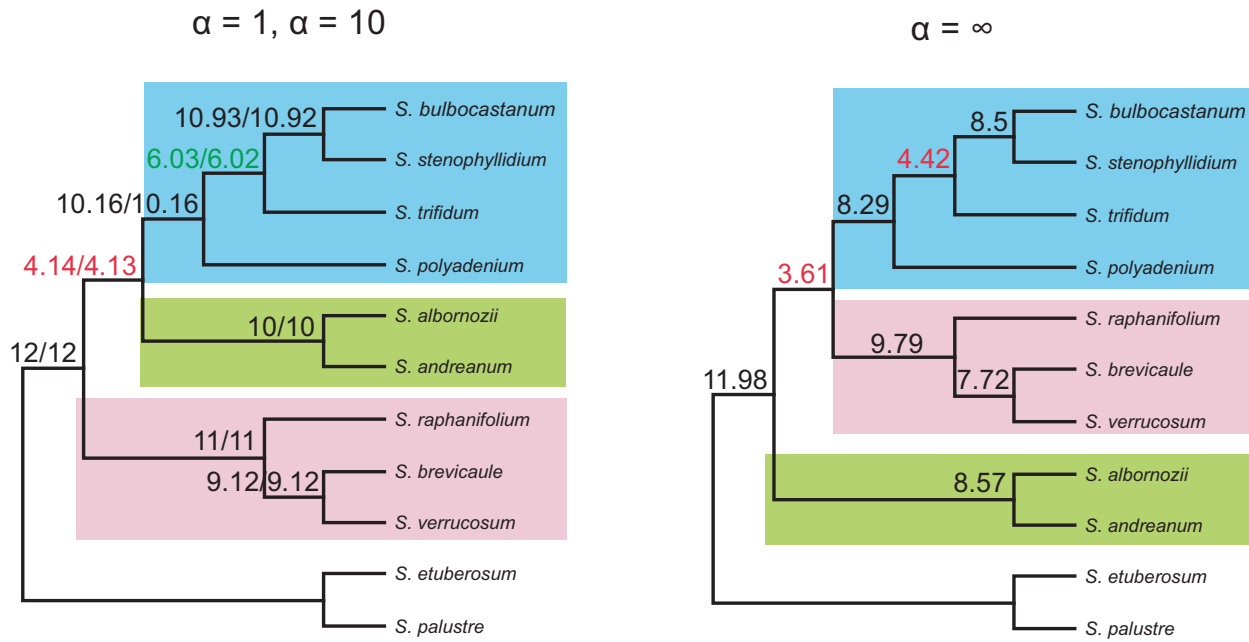 α = 1, α = 10
10.93/10.92
S. bulbocastanum
6.03/6.02
S. stenophyllidium
10.16/10.16
S. trifidum
4.14/4.13
S. polyadenium
S. albornozii
10/10
12/12
S. andreanum
S. raphanifolium
11/11
S. brevicaule
9.12/9.12
S. verrucosum
S. etuberosum
S. palustre
α = ∞
S. bulbocastanum
8.5
4.42
S. stenophyllidium
8.29
S. trifidum
3.61
S. polyadenium
S. raphanifolium
9.79
S. brevicaule
11.98
7.72
S. verrucosum
S. albornozii
8.57
S. andreanum
S. etuberosum
S. palustre